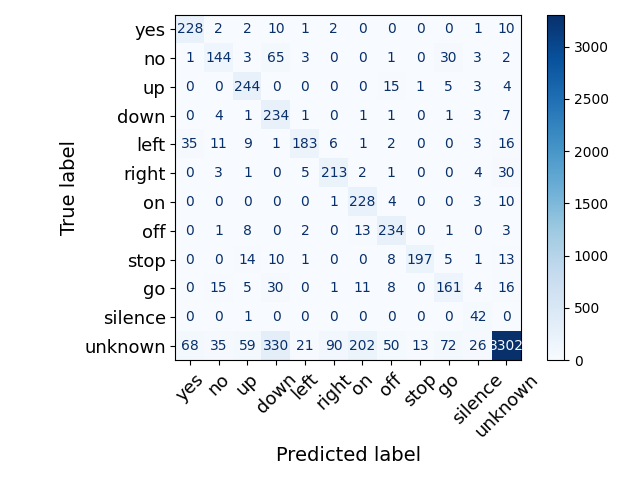 yes 228 2 2 10 1 2 0 0 0 0 1 10
no 1 144 3 65 3 0 0 1 0 30 3 2
up 0 0 244 0 0 0 0 15 1 5 3 4
down 0 4 1 234 1 0 1 1 0 1 3 7
left 35 11 9 1 183 6 1 2 0 0 3 16
right 0 3 1 0 5 213 2 1 0 0 4 30
on 0 0 0 0 0 1 228 4 0 0 3 10
off 0 1 8 0 2 0 13 234 0 1 0 3
stop 0 0 14 10 1 0 0 8 197 5 1 13
go 0 15 5 30 0 1 11 8 0 161 4 16
silence 0 0 1 0 0 0 0 0 0 0 42 0
unknown 68 35 59 330 21 90 202 50 13 72 26 3302
yes no up down left right on off stop go silence unknown
Predicted label
True label
3000
2500
2000
1500
1000
500
0